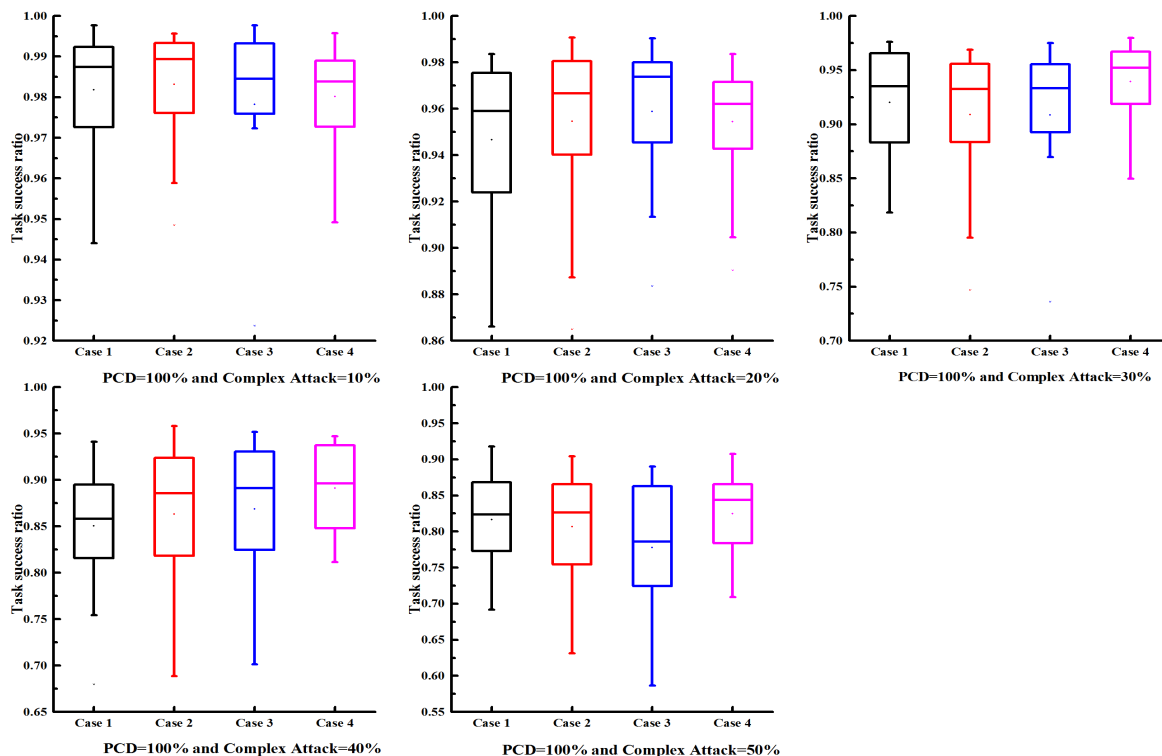 Task success ratio
1.00
0.99
0.98
0.97
0.96
0.95
0.94
0.93
0.92
Case 1 Case 2 Case 3 Case 4
PCD=100% and Complex Attack=10%
Task success ratio
1.00
0.98
0.96
0.94
0.92
0.90
0.88
0.86
Case 1 Case 2 Case 3 Case 4
PCD=100% and Complex Attack=20%
Task success ratio
1.00
0.95
0.90
0.85
0.80
0.75
0.70
Case 1 Case 2 Case 3 Case 4
PCD=100% and Complex Attack=30%
Task success ratio
1.00
0.95
0.90
0.85
0.80
0.75
0.70
0.65
Case 1 Case 2 Case 3 Case 4
PCD=100% and Complex Attack=40%
Task success ratio
1.00
0.95
0.90
0.85
0.80
0.75
0.70
0.65
0.60
0.55
Case 1 Case 2 Case 3 Case 4
PCD=100% and Complex Attack=50%